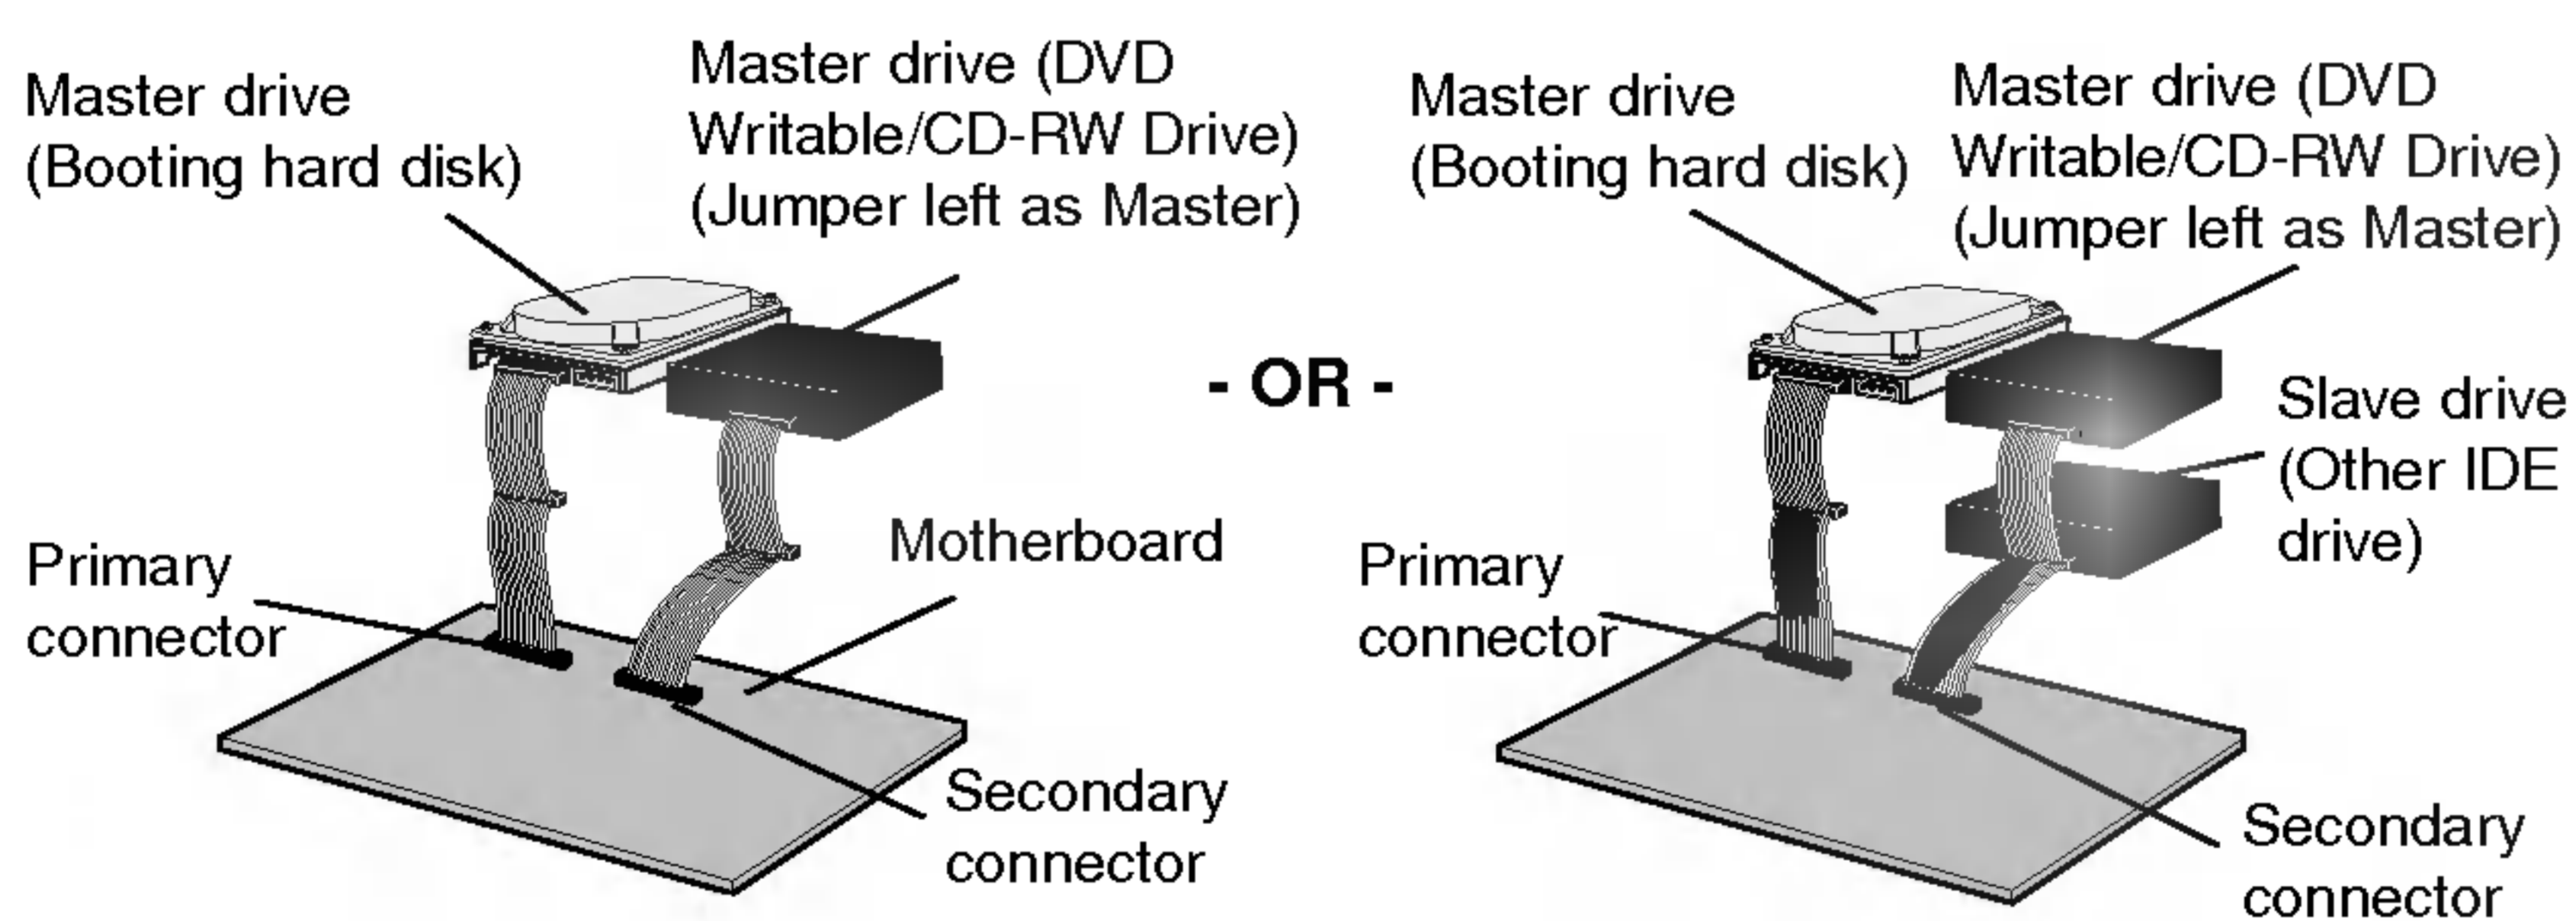 Master drive
(Booting hard disk)
Master drive (DVD
Writable/CD-RW Drive)
(Jumper left as Master)
Primary
connector
Motherboard
Secondary
connector
- OR -
Master drive
(Booting hard disk)
Master drive (DVD
Writable/CD-RW Drive)
(Jumper left as Master)
Slave drive
(Other IDE
drive)
Primary
connector
Secondary
connector